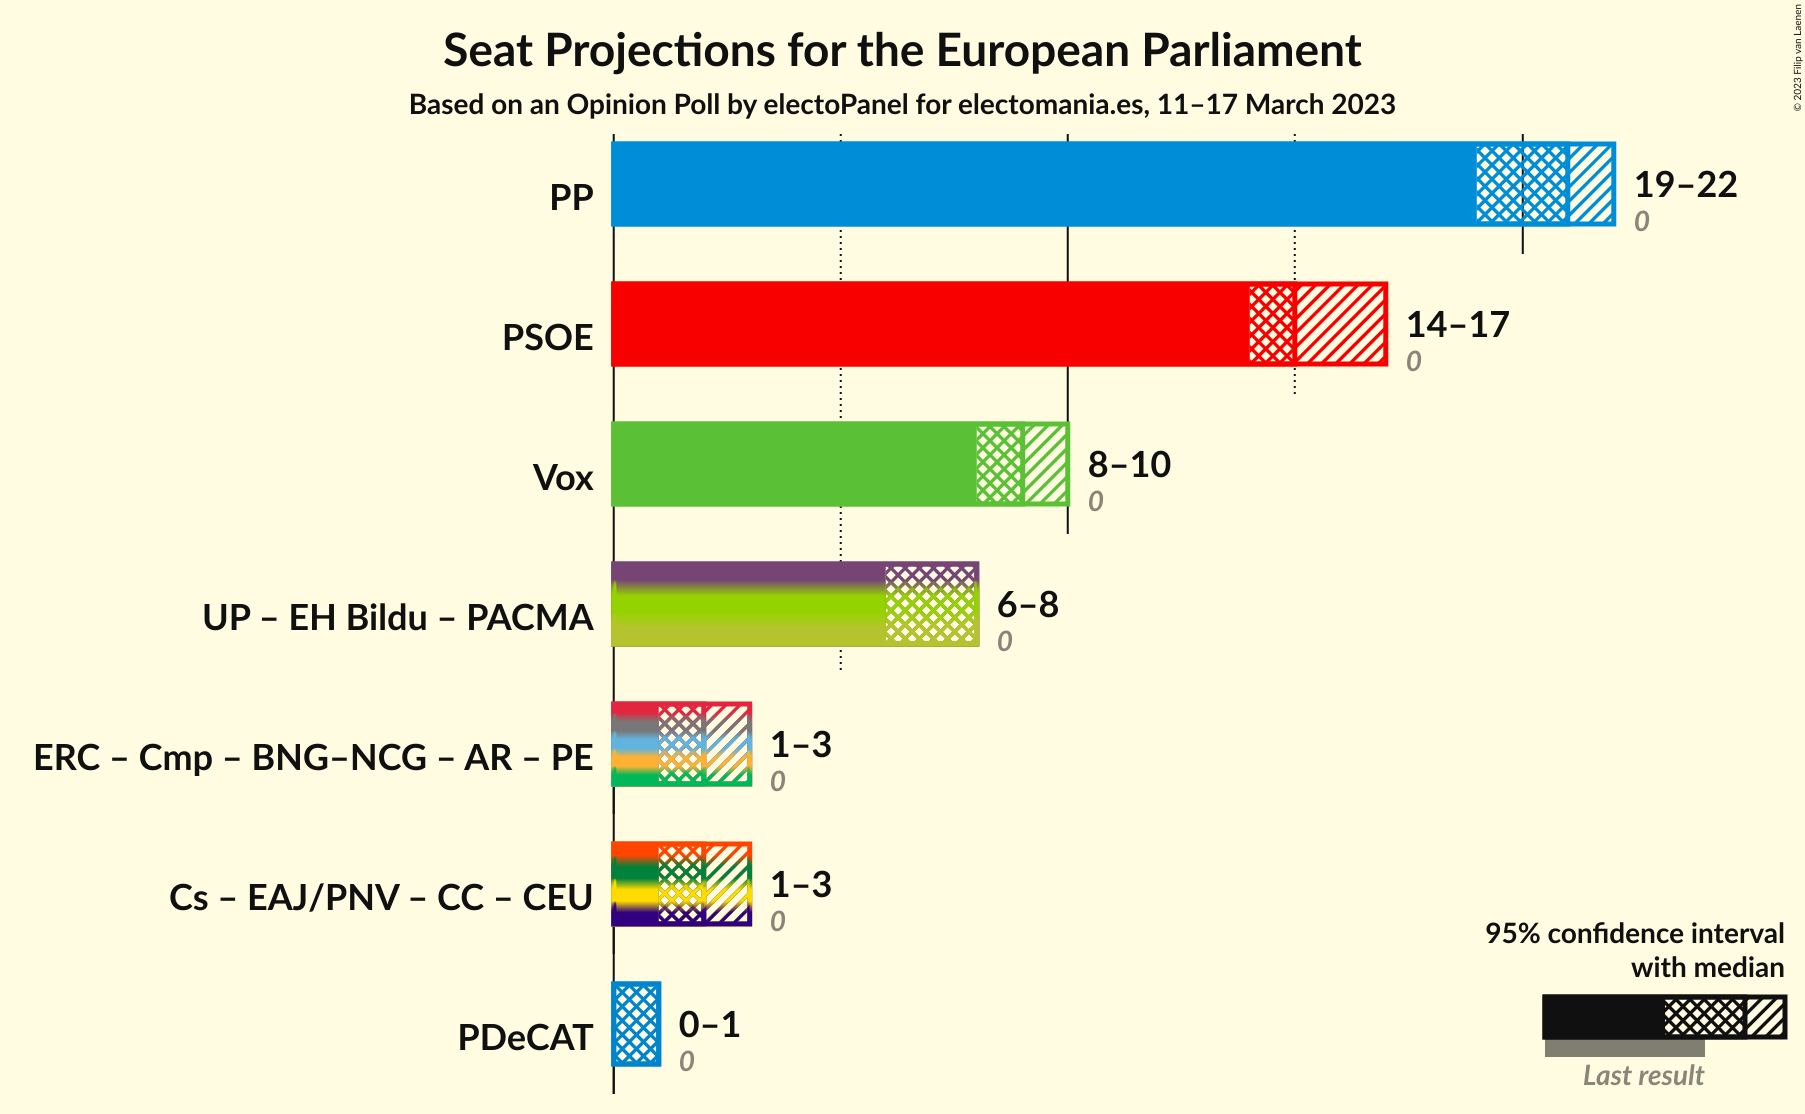 Seat Projections for the European Parliament
Based on an Opinion Poll by electoPanel for electomania.es, 11–17 March 2023
© 2023 Filip van Laenen
PP
19–22
0
PSOE
14–17
0
Vox
8–10
0
UP – EH Bildu – PACMA
6–8
0
ERC – Cmp – BNG–NCG – AR – PE
1–3
0
Cs – EAJ/PNV – CC – CEU
1–3
0
PDeCAT
0–1
0
95% confidence interval
with median
Last result